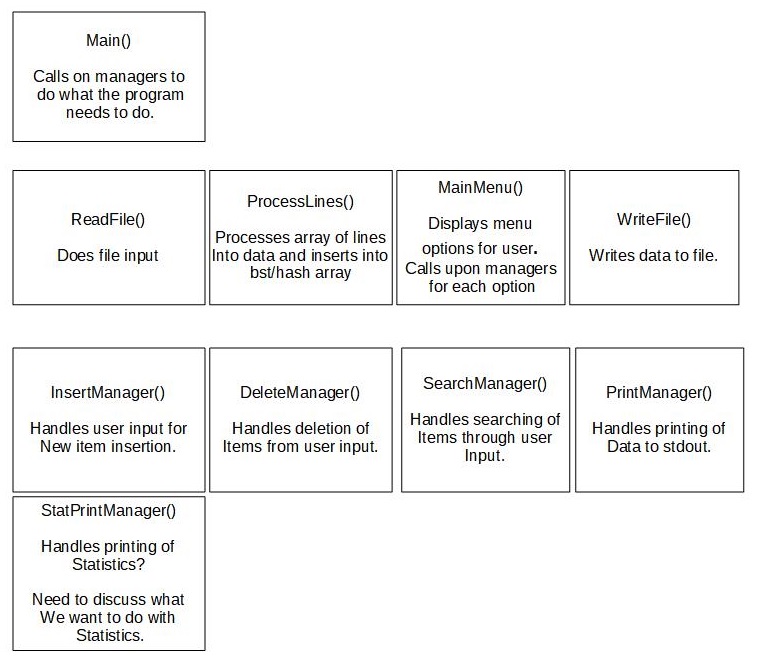 Main()
Calls on managers to
do what the program
needs to do.
ReadFile()
Does file input
ProcessLines()
Processes array of lines
Into data and inserts into
bst/hash array
MainMenu()
Displays menu
options for user.
Calls upon managers
for each option
WriteFile()
Writes data to file.
InsertManager()
Handles user input for
New item insertion.
DeleteManager()
Handles deletion of
Items from user input.
SearchManager()
Handles searching of
Items through user
Input.
PrintManager()
Handles printing of
Data to stdout.
StatPrintManager()
Handles printing of
Statistics?
Need to discuss what
We want to do with
Statistics.